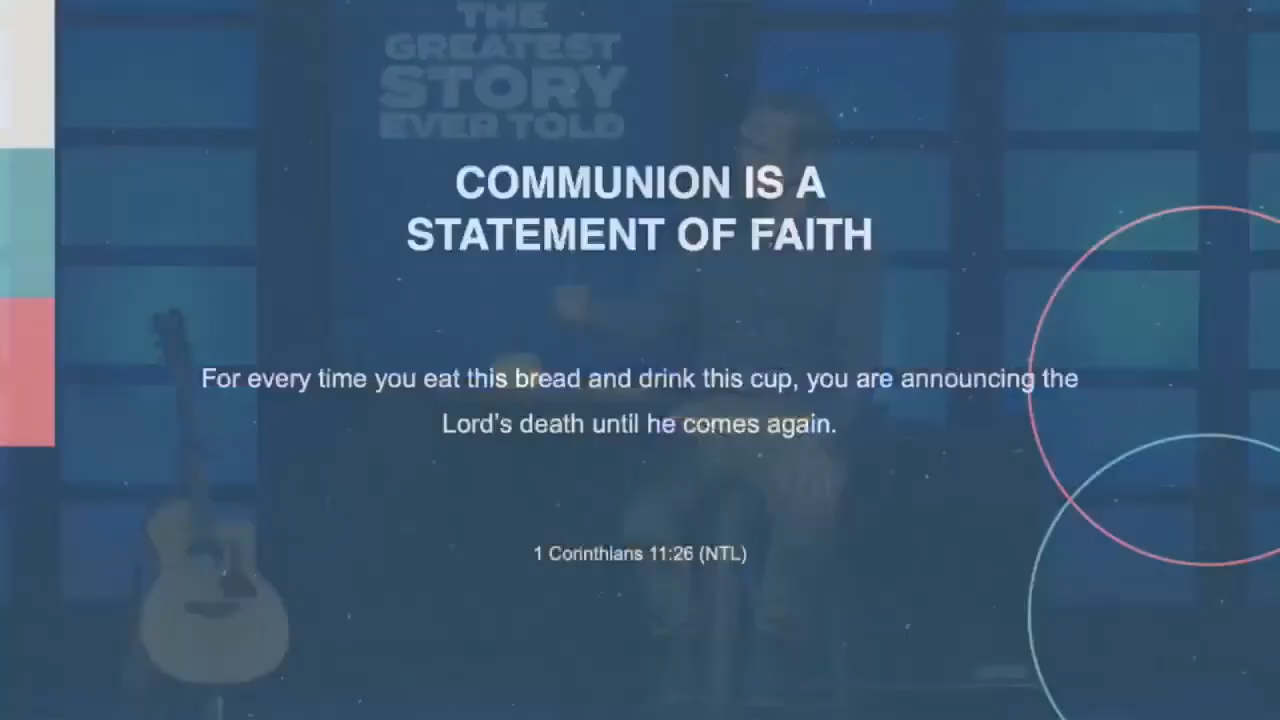 THE
GREATEST
STORY
EVER TOLD
COMMUNION IS A
STATEMENT OF FAITH
For every time you eat this bread and drink this cup, you are announcing the
Lord's death until he comes again.
1 Corinthians 11:26 (NTL)